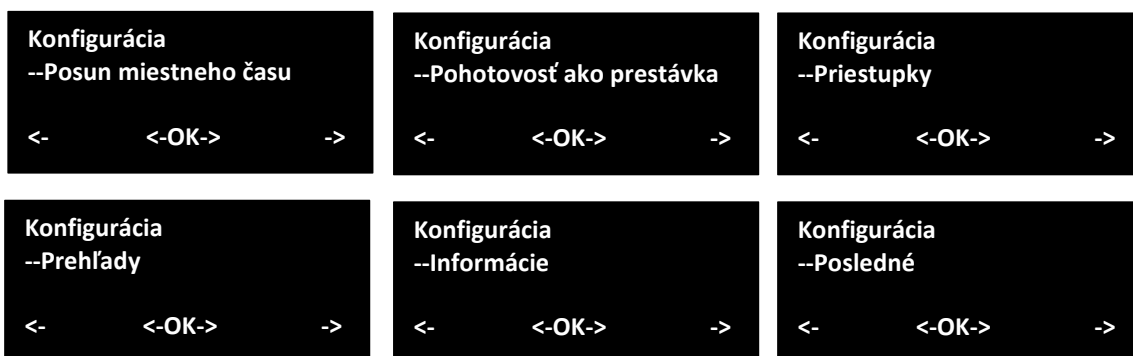 Konfigurácia
--Posun miestneho času
<- <-OK-> ->
Konfigurácia
--Pohotovosť ako prestávka
<- <-OK-> ->
Konfigurácia
--Priestupky
<- <-OK-> ->
Konfigurácia
--Prehľady
<- <-OK-> ->
Konfigurácia
--Informácie
<- <-OK-> ->
Konfigurácia
--Posledné
<- <-OK-> ->